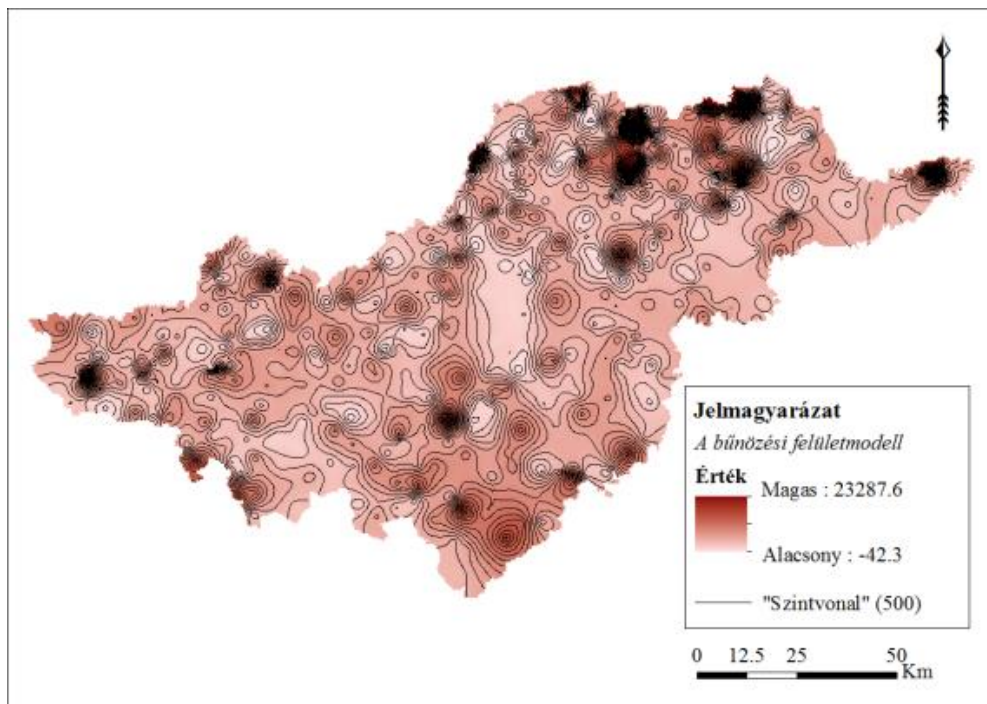 Jelmagyarázat
A bűnözési felületmodell
Érték
Magas : 23287.6
Alacsony : -42.3
"Szintvonal" (500)
0 12.5 25 50
Km